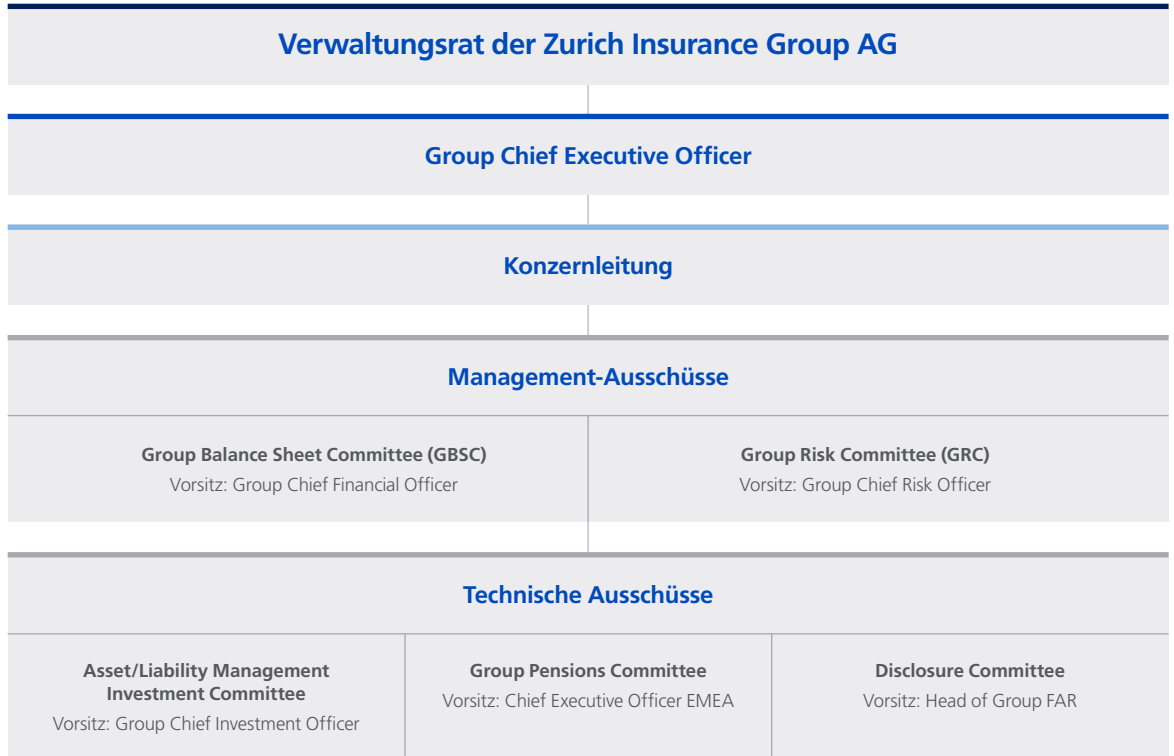 Verwaltungsrat der Zurich Insurance Group AG
Group Chief Executive Officer
Konzernleitung
Management-Ausschüsse
Group Balance Sheet Committee (GBSC)
Vorsitz: Group Chief Financial Officer
Group Risk Committee (GRC)
Vorsitz: Group Chief Risk Officer
Technische Ausschüsse
Asset/Liability Management
Investment Committee
Vorsitz: Group Chief Investment Officer
Group Pensions Committee
Vorsitz: Chief Executive Officer EMEA
Disclosure Committee
Vorsitz: Head of Group FAR